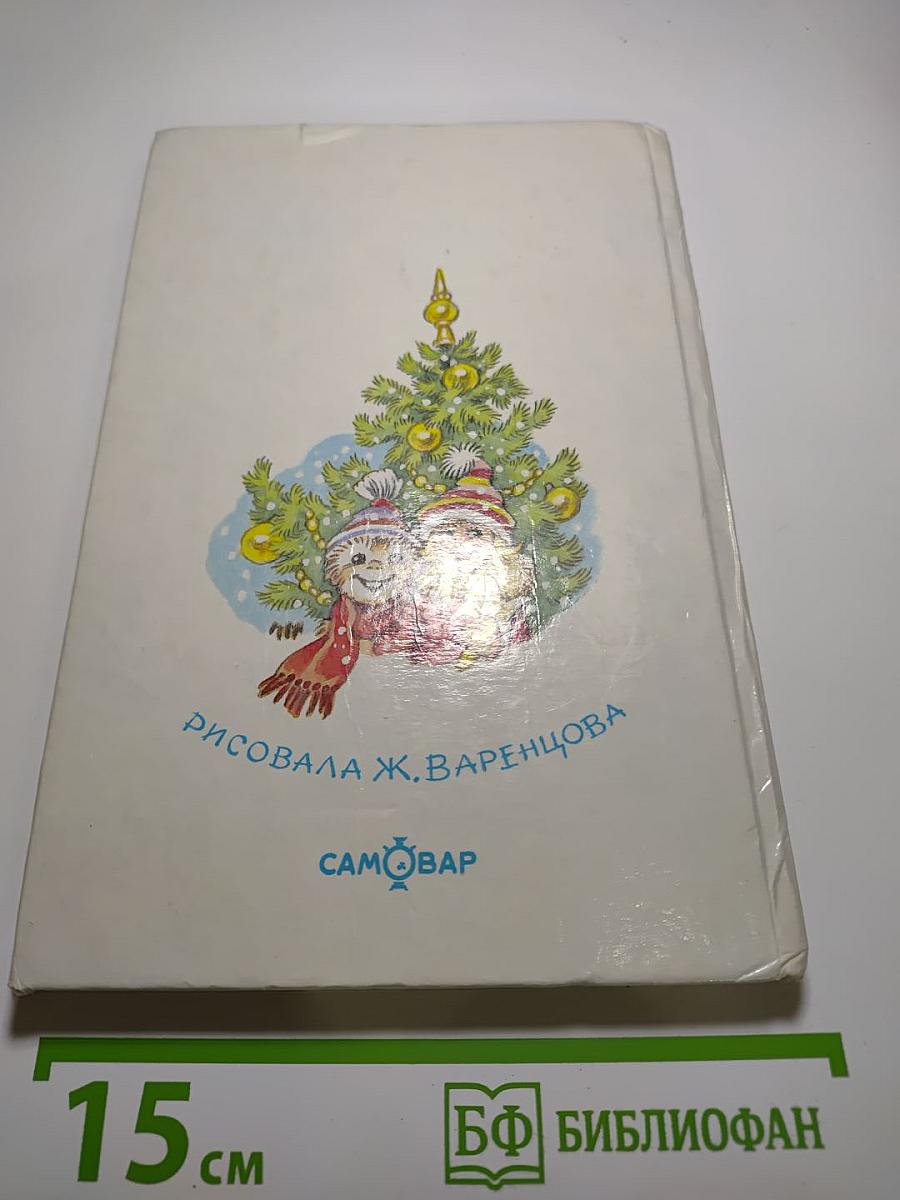 РИСОВАЛА Ж. ВАРЕНЦОВА
САМОВАР
15 см
БФ БИБЛИОФАН